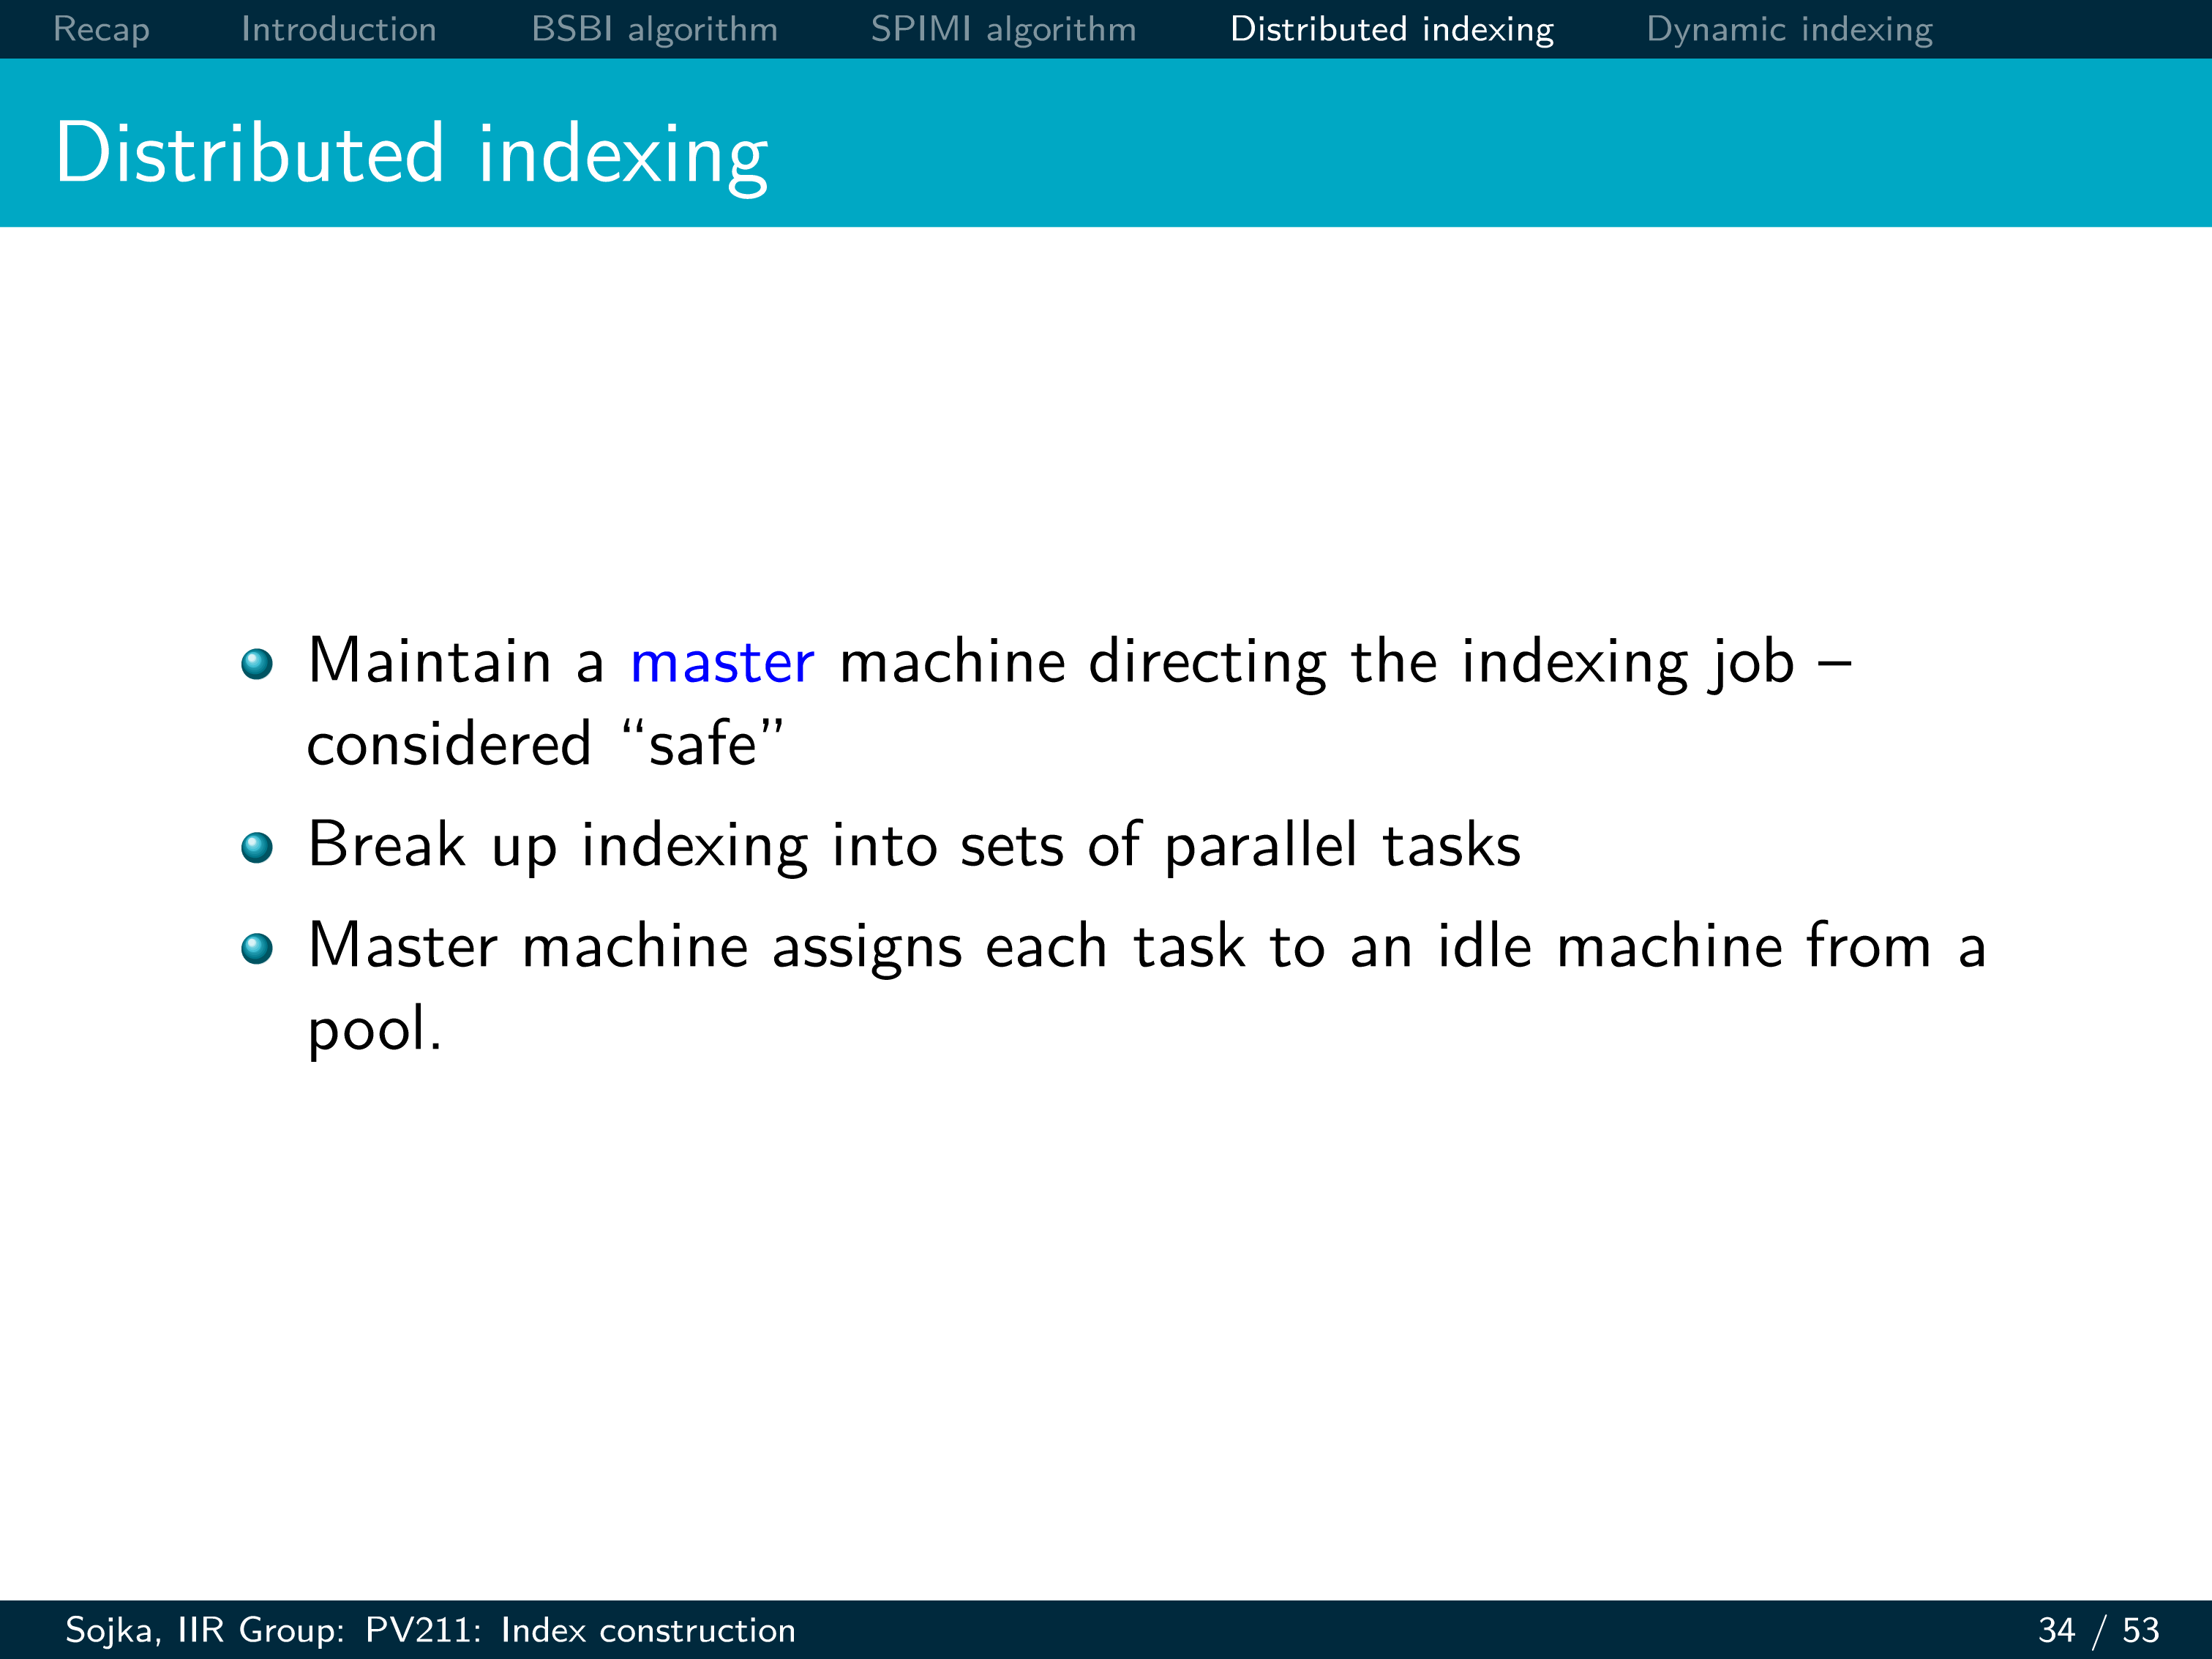 Recap Introduction BSBI algorithm SPIMI algorithm Distributed indexing Dynamic indexing
Distributed indexing
Maintain a master machine directing the indexing job –
considered “safe”
Break up indexing into sets of parallel tasks
Master machine assigns each task to an idle machine from a
pool.
Sojka, IIR Group: PV211: Index construction 34 / 53